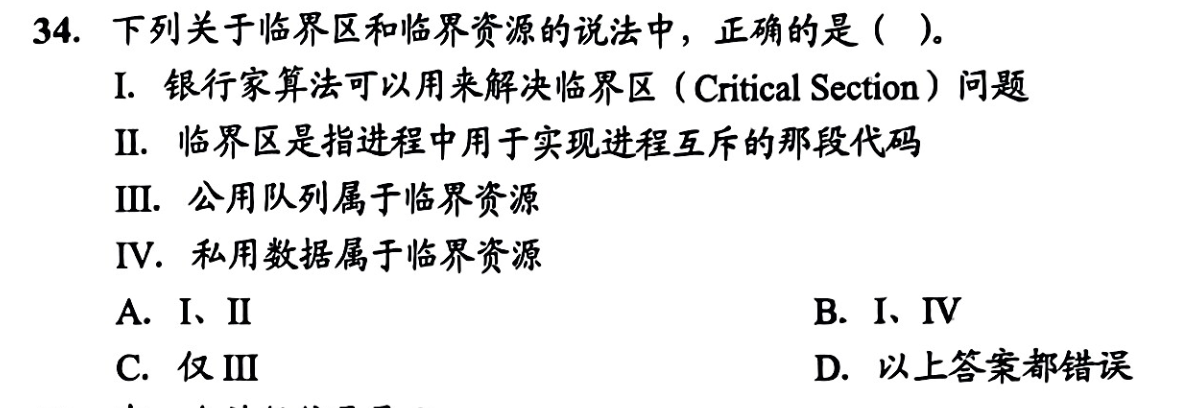 34. 下列关于临界区和临界资源的说法中，正确的是（ ）。
I. 银行家算法可以用来解决临界区（Critical Section）问题
II. 临界区是指进程中用于实现进程互斥的那段代码
III. 公用队列属于临界资源
IV. 私用数据属于临界资源
A. I、II B. I、IV
C. 仅 III D. 以上答案都错误